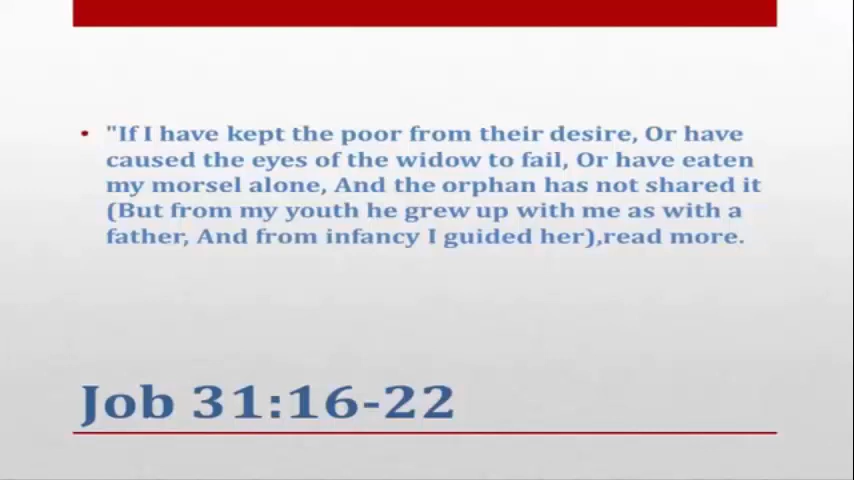 • "If I have kept the poor from their desire, Or have
caused the eyes of the widow to fail, Or have eaten
my morsel alone, And the orphan has not shared it
(But from my youth he grew up with me as with a
father, And from infancy I guided her),read more.
Job 31:16-22